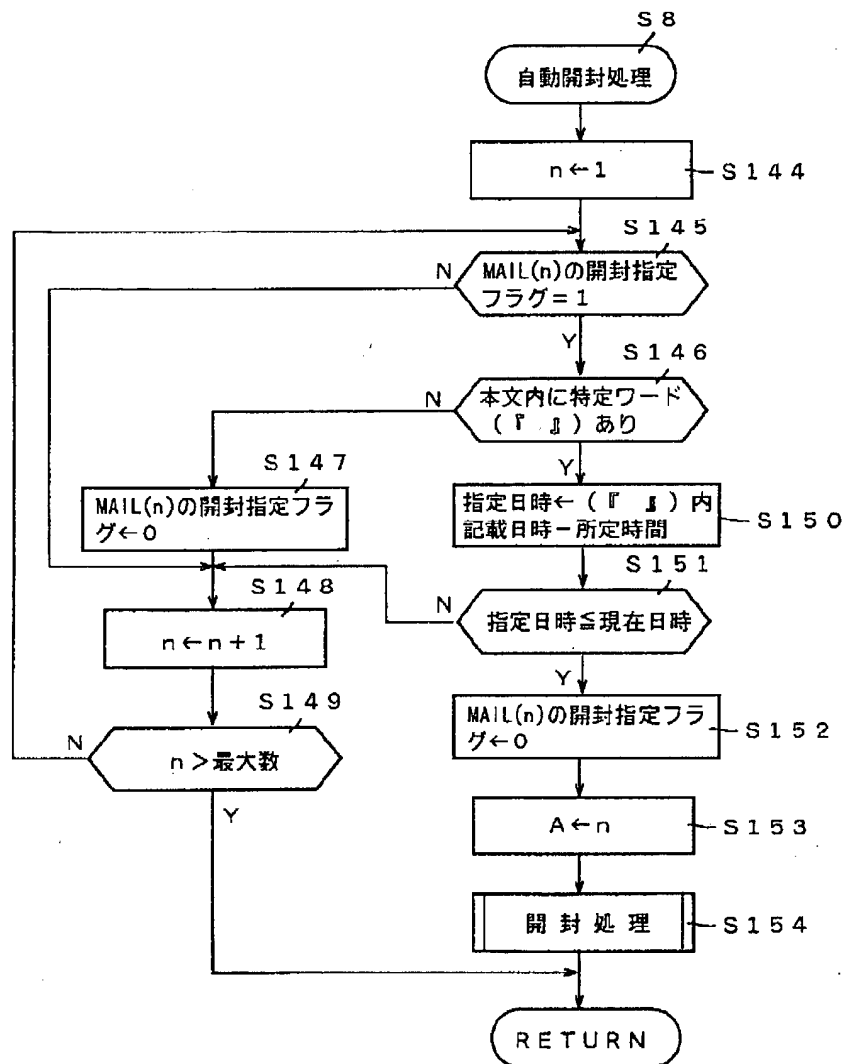 S8
自動開封処理
n←1
S144
S145
MAIL(n)の開封指定
フラグ=1
N
Y
S146
本文内に特定ワード
(『 』)あり
N
Y
S147
MAIL(n)の開封指定フラ
グ←0
指定日時←(『 』)内
記載日時－所定時間
S150
S151
指定日時≦現在日時
N
Y
S148
n←n+1
S149
n>最大数
N
Y
MAIL(n)の開封指定フラ
グ←0
S152
A←n
S153
開封処理
S154
RETURN